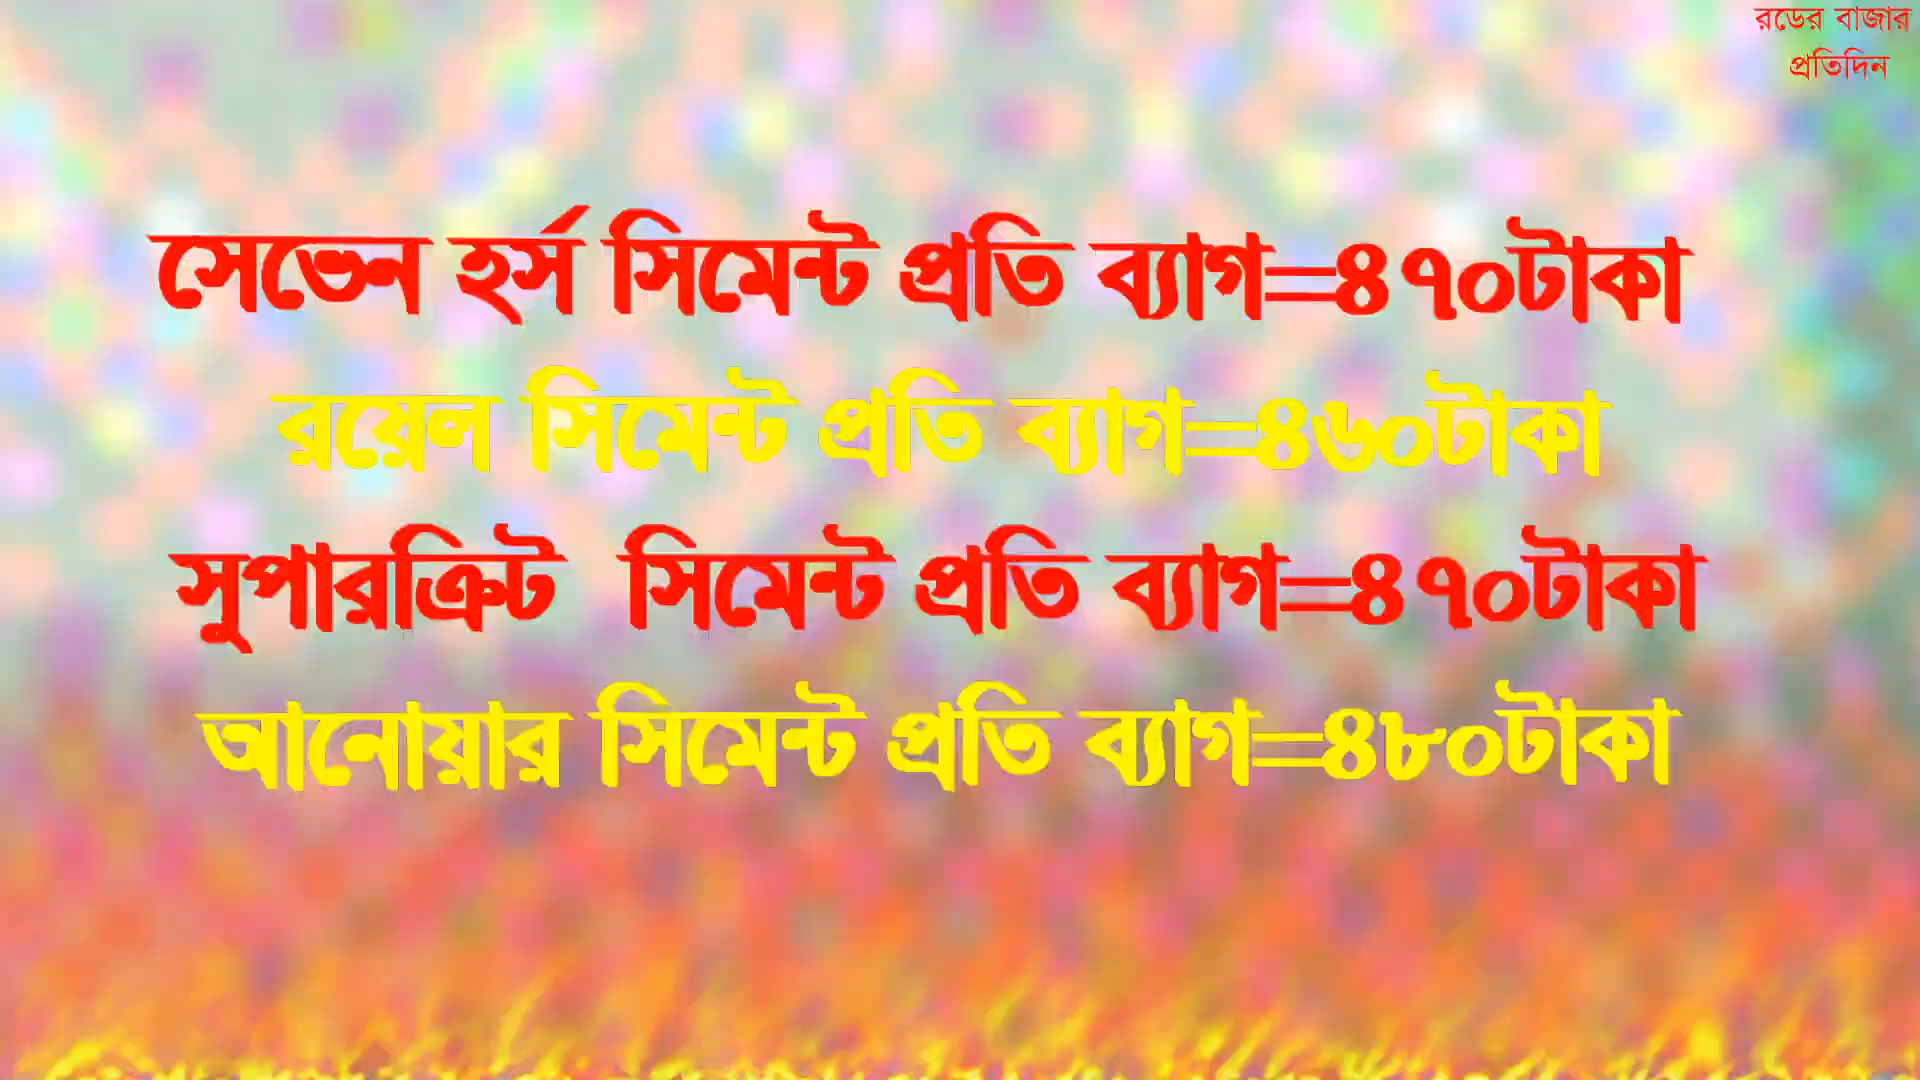 রডের বাজার
প্রতিদিন
সেভেন হর্স সিমেন্ট প্রতি ব্যাগ=৪৭০টাকা
রয়েল সিমেন্ট প্রতি ব্যাগ=৪৬০টাকা
সুপারক্রিট সিমেন্ট প্রতি ব্যাগ=৪৭০টাকা
আনোয়ার সিমেন্ট প্রতি ব্যাগ=৪৮০টাকা